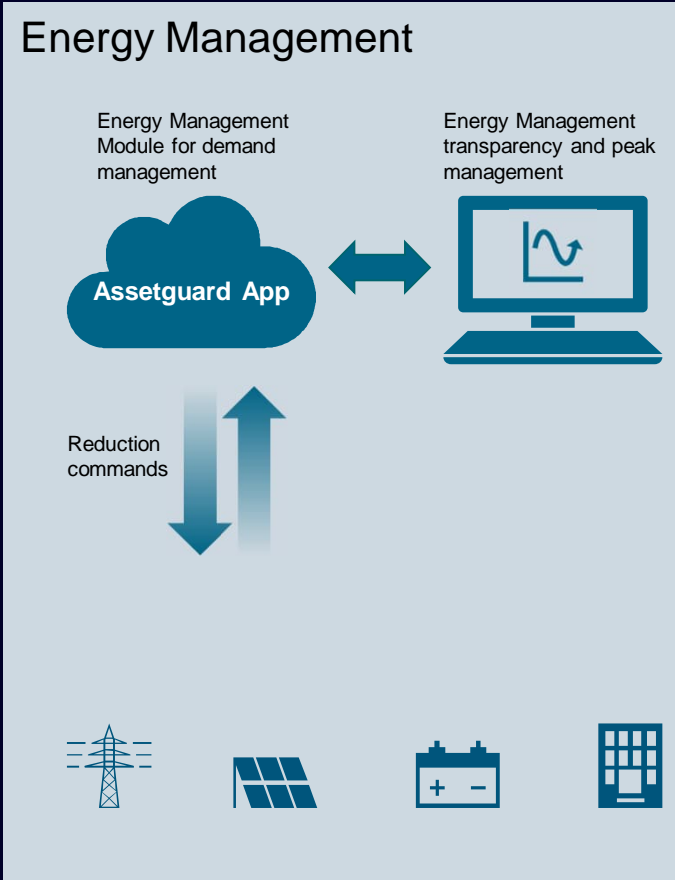 Energy Management
Energy Management
Module for demand
management
Energy Management
transparency and peak
management
Assetguard App
Reduction
commands
+ −